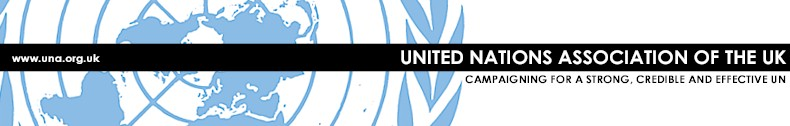 www.una.org.uk
UNITED NATIONS ASSOCIATION OF THE UK
CAMPAIGNING FOR A STRONG, CREDIBLE AND EFFECTIVE UN